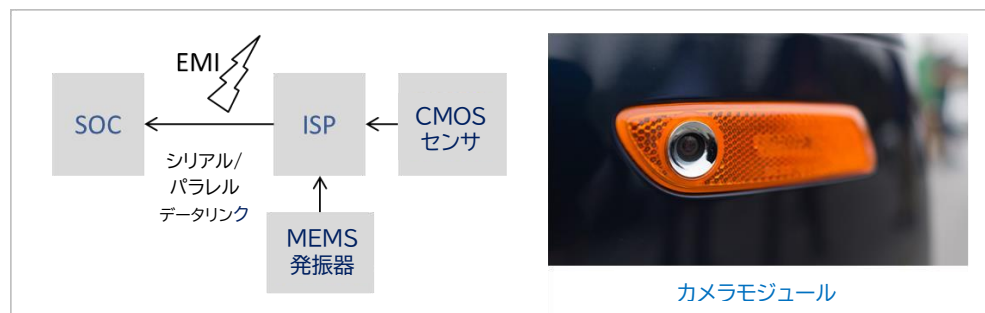 EMI
SOC
ISP
CMOS
センサ
シリアル/
パラレル
データリンク
MEMS
発振器
カメラモジュール